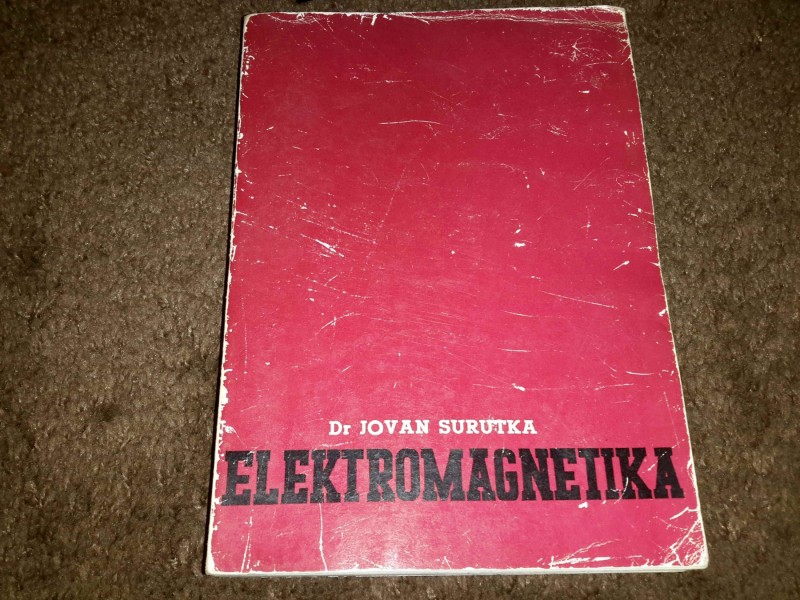 Dr JOVAN SURUTKA
ELEKTROMAGNETIKA